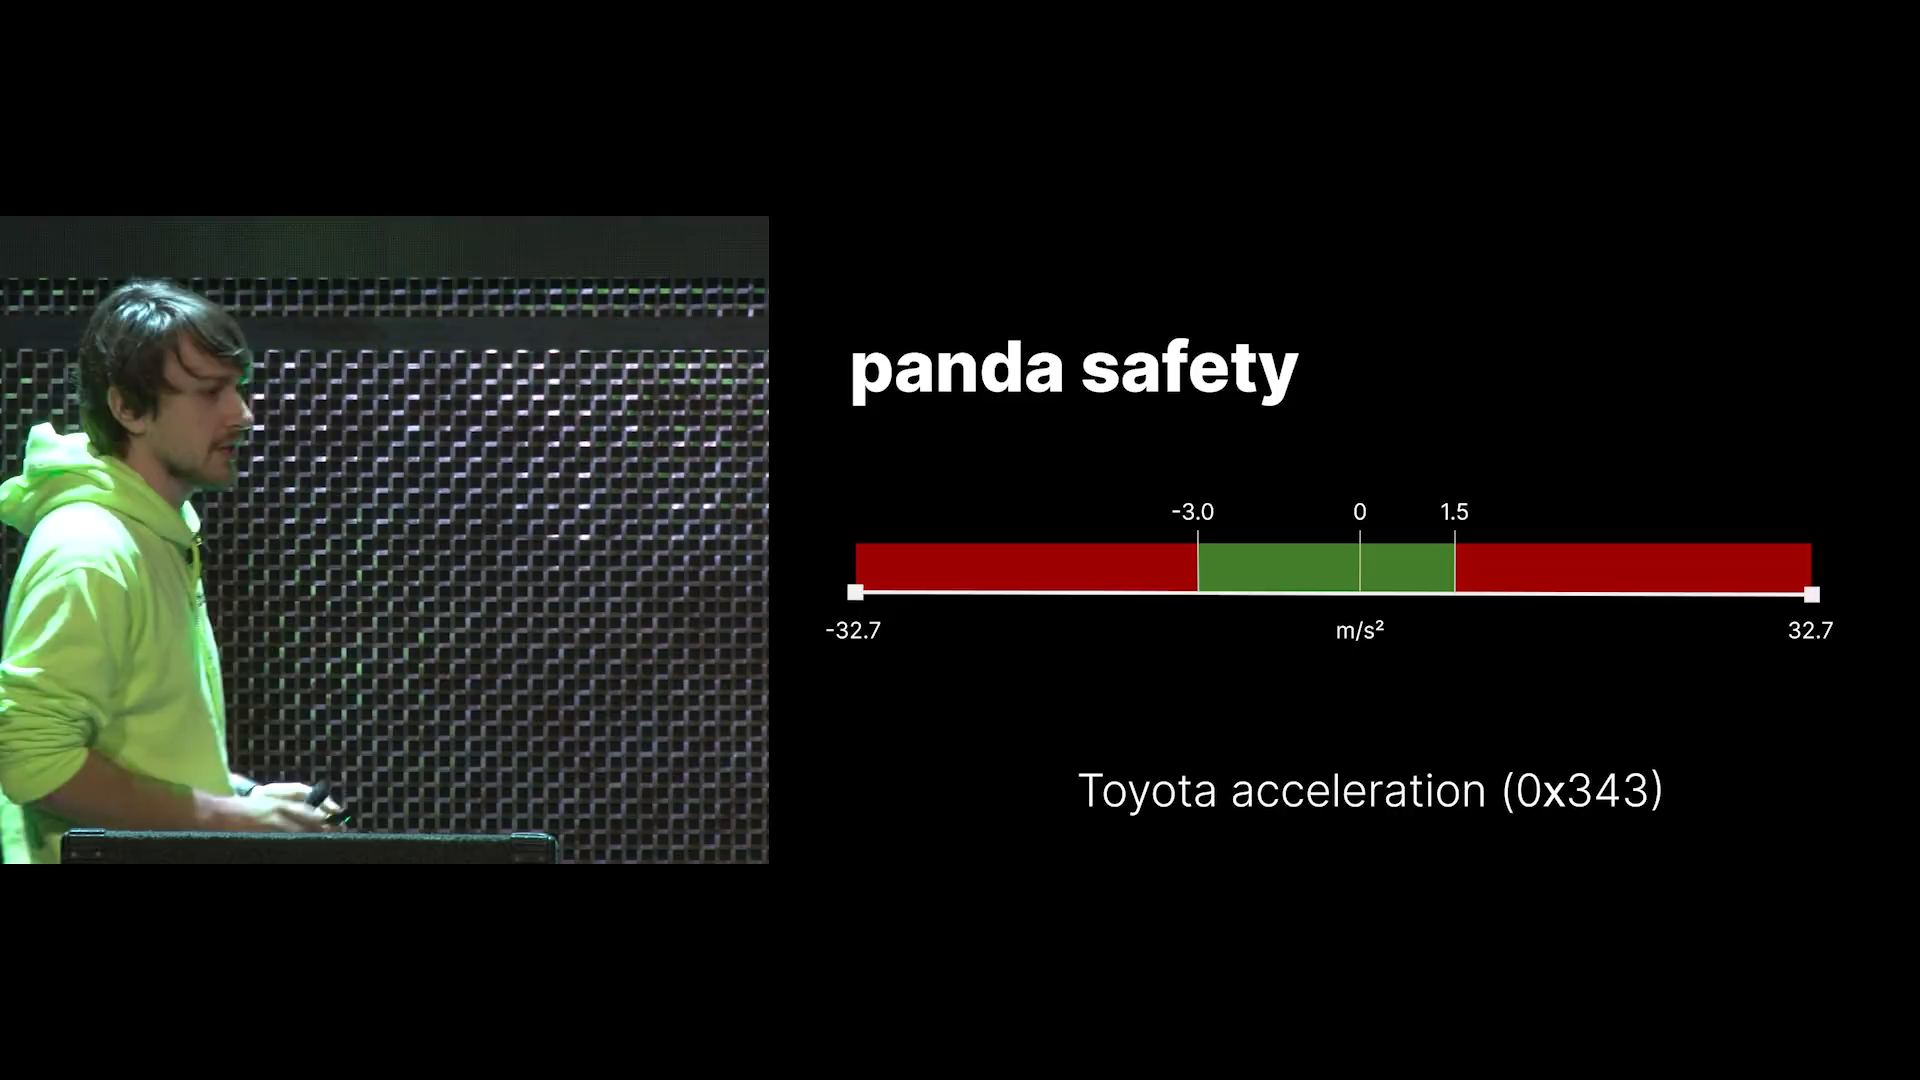 panda safety
-3.0 0 1.5
-32.7 m/s² 32.7
Toyota acceleration (0x343)